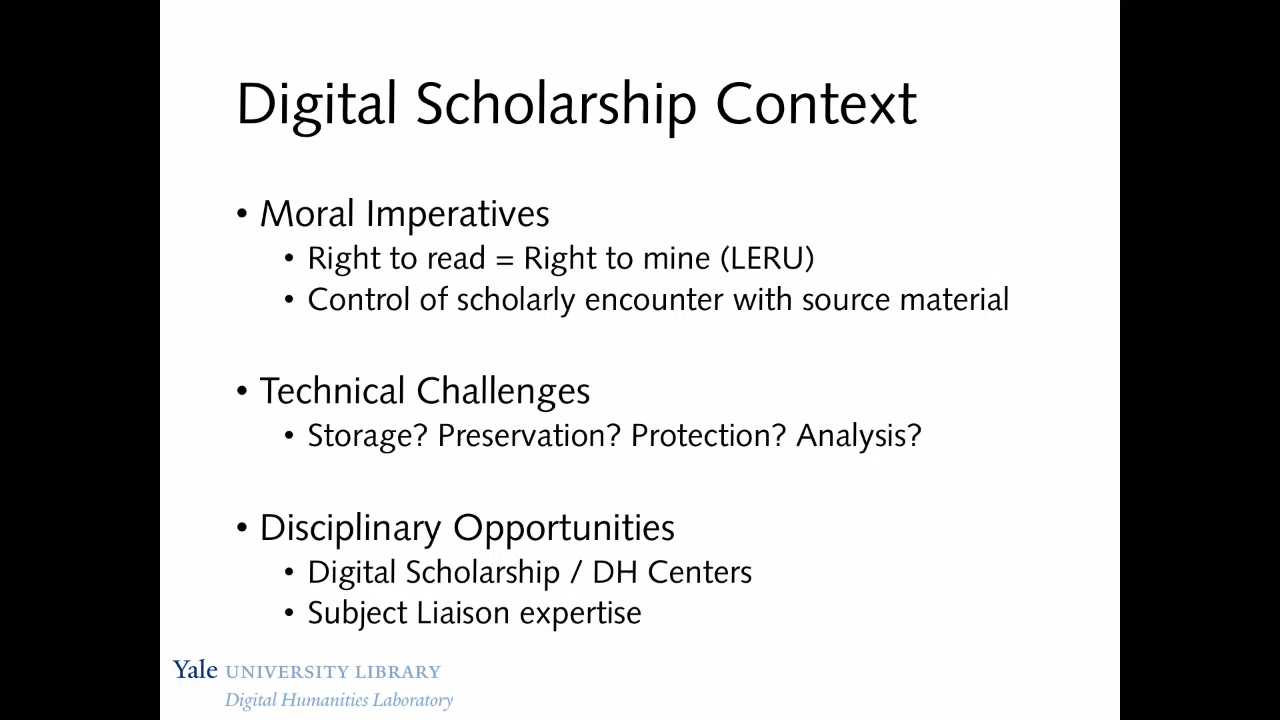 Digital Scholarship Context
• Moral Imperatives
• Right to read = Right to mine (LERU)
• Control of scholarly encounter with source material
• Technical Challenges
• Storage? Preservation? Protection? Analysis?
• Disciplinary Opportunities
• Digital Scholarship / DH Centers
• Subject Liaison expertise
Yale UNIVERSITY LIBRARY
Digital Humanities Laboratory